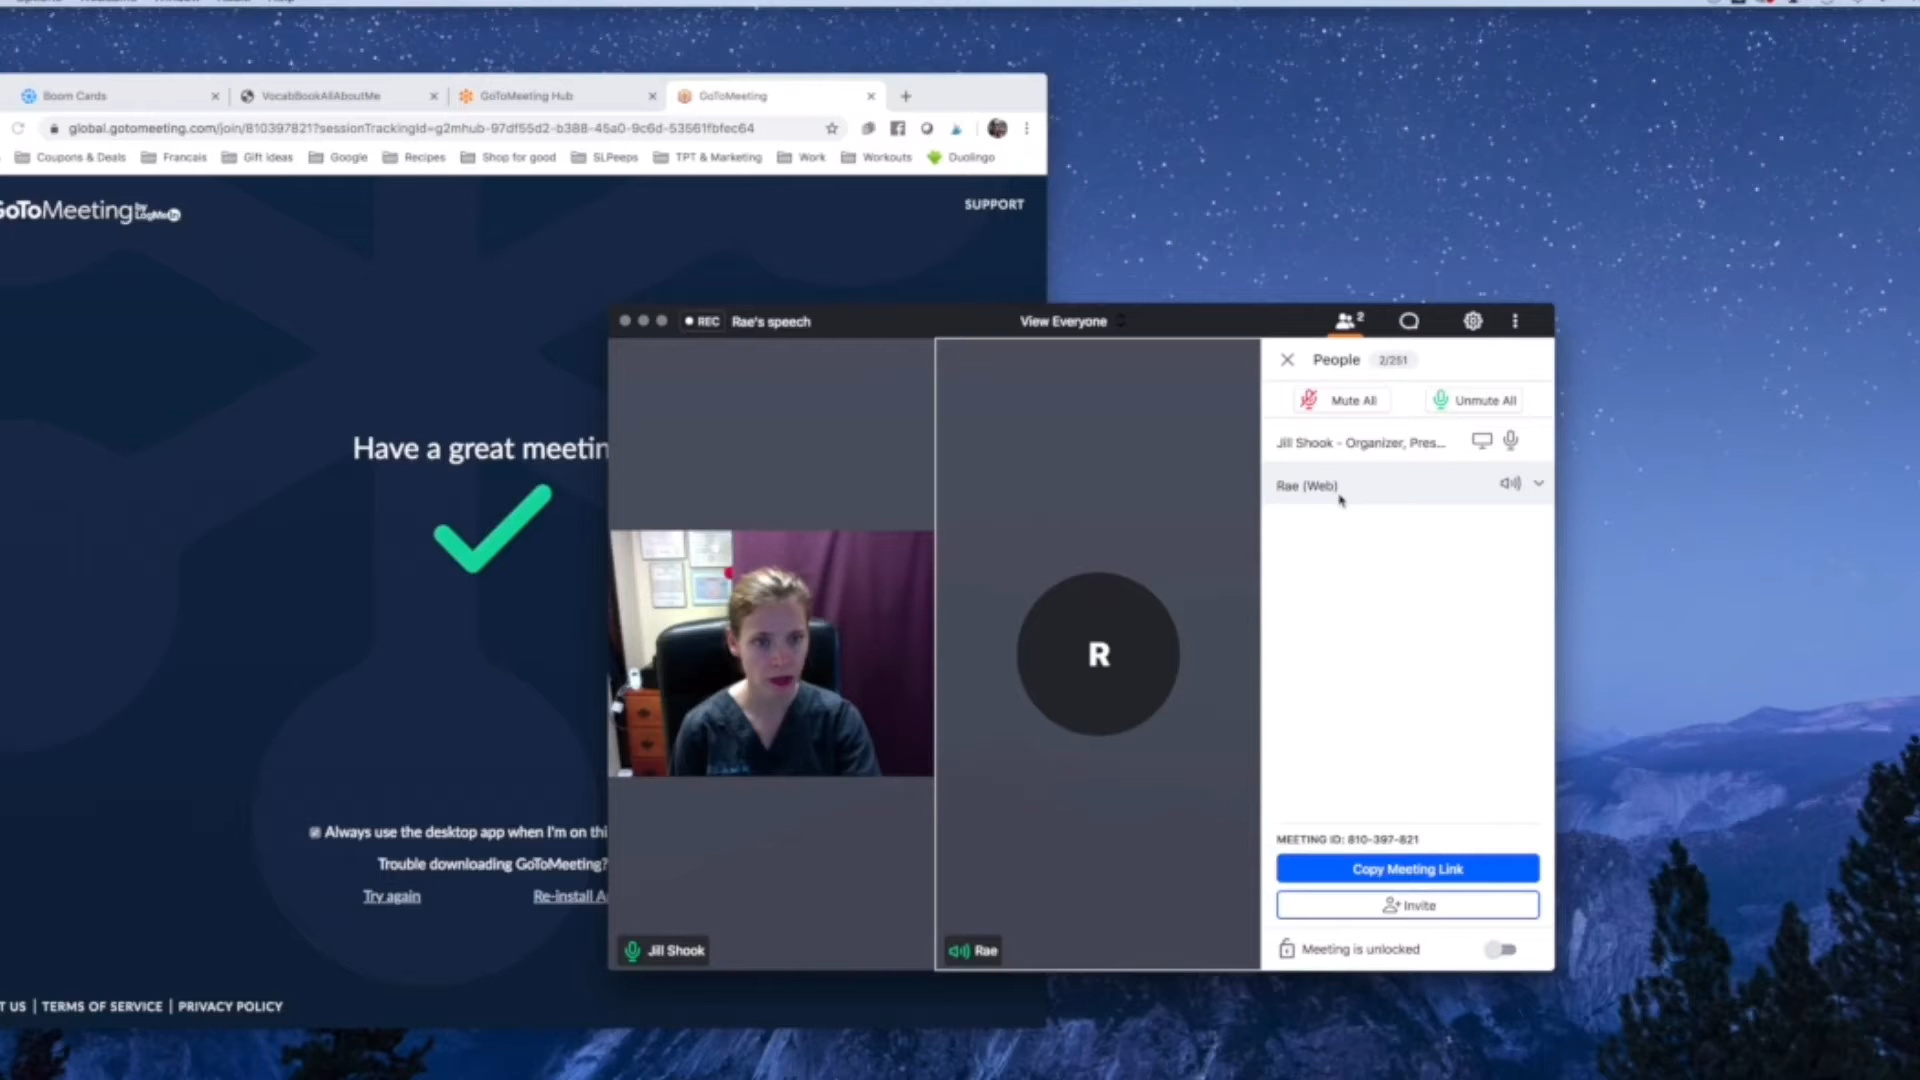 Boom Cards
VocabBookAllAboutMe
GoToMeeting Hub
GoToMeeting
global.gotomeeting.com/join/810397821?sessionTrackingId=g2mhub-97df55d2-b388-45a0-9c6d-53561fbfec64
Coupons & Deals
Francais
Gift Ideas
Google
Recipes
Shop for good
SLPeeps
TPT & Marketing
Work
Workouts
Duolingo
GoToMeeting by LogMeIn
SUPPORT
REC
Rae's speech
View Everyone
2
People 2/251
Mute All
Unmute All
Jill Shook - Organizer, Pres...
Rae (Web)
Have a great meetin
R
Always use the desktop app when I'm on thi
Trouble downloading GoToMeeting?
Try again
Re-install A
MEETING ID: 810-397-821
Copy Meeting Link
Invite
Meeting is unlocked
Jill Shook
Rae
T US | TERMS OF SERVICE | PRIVACY POLICY